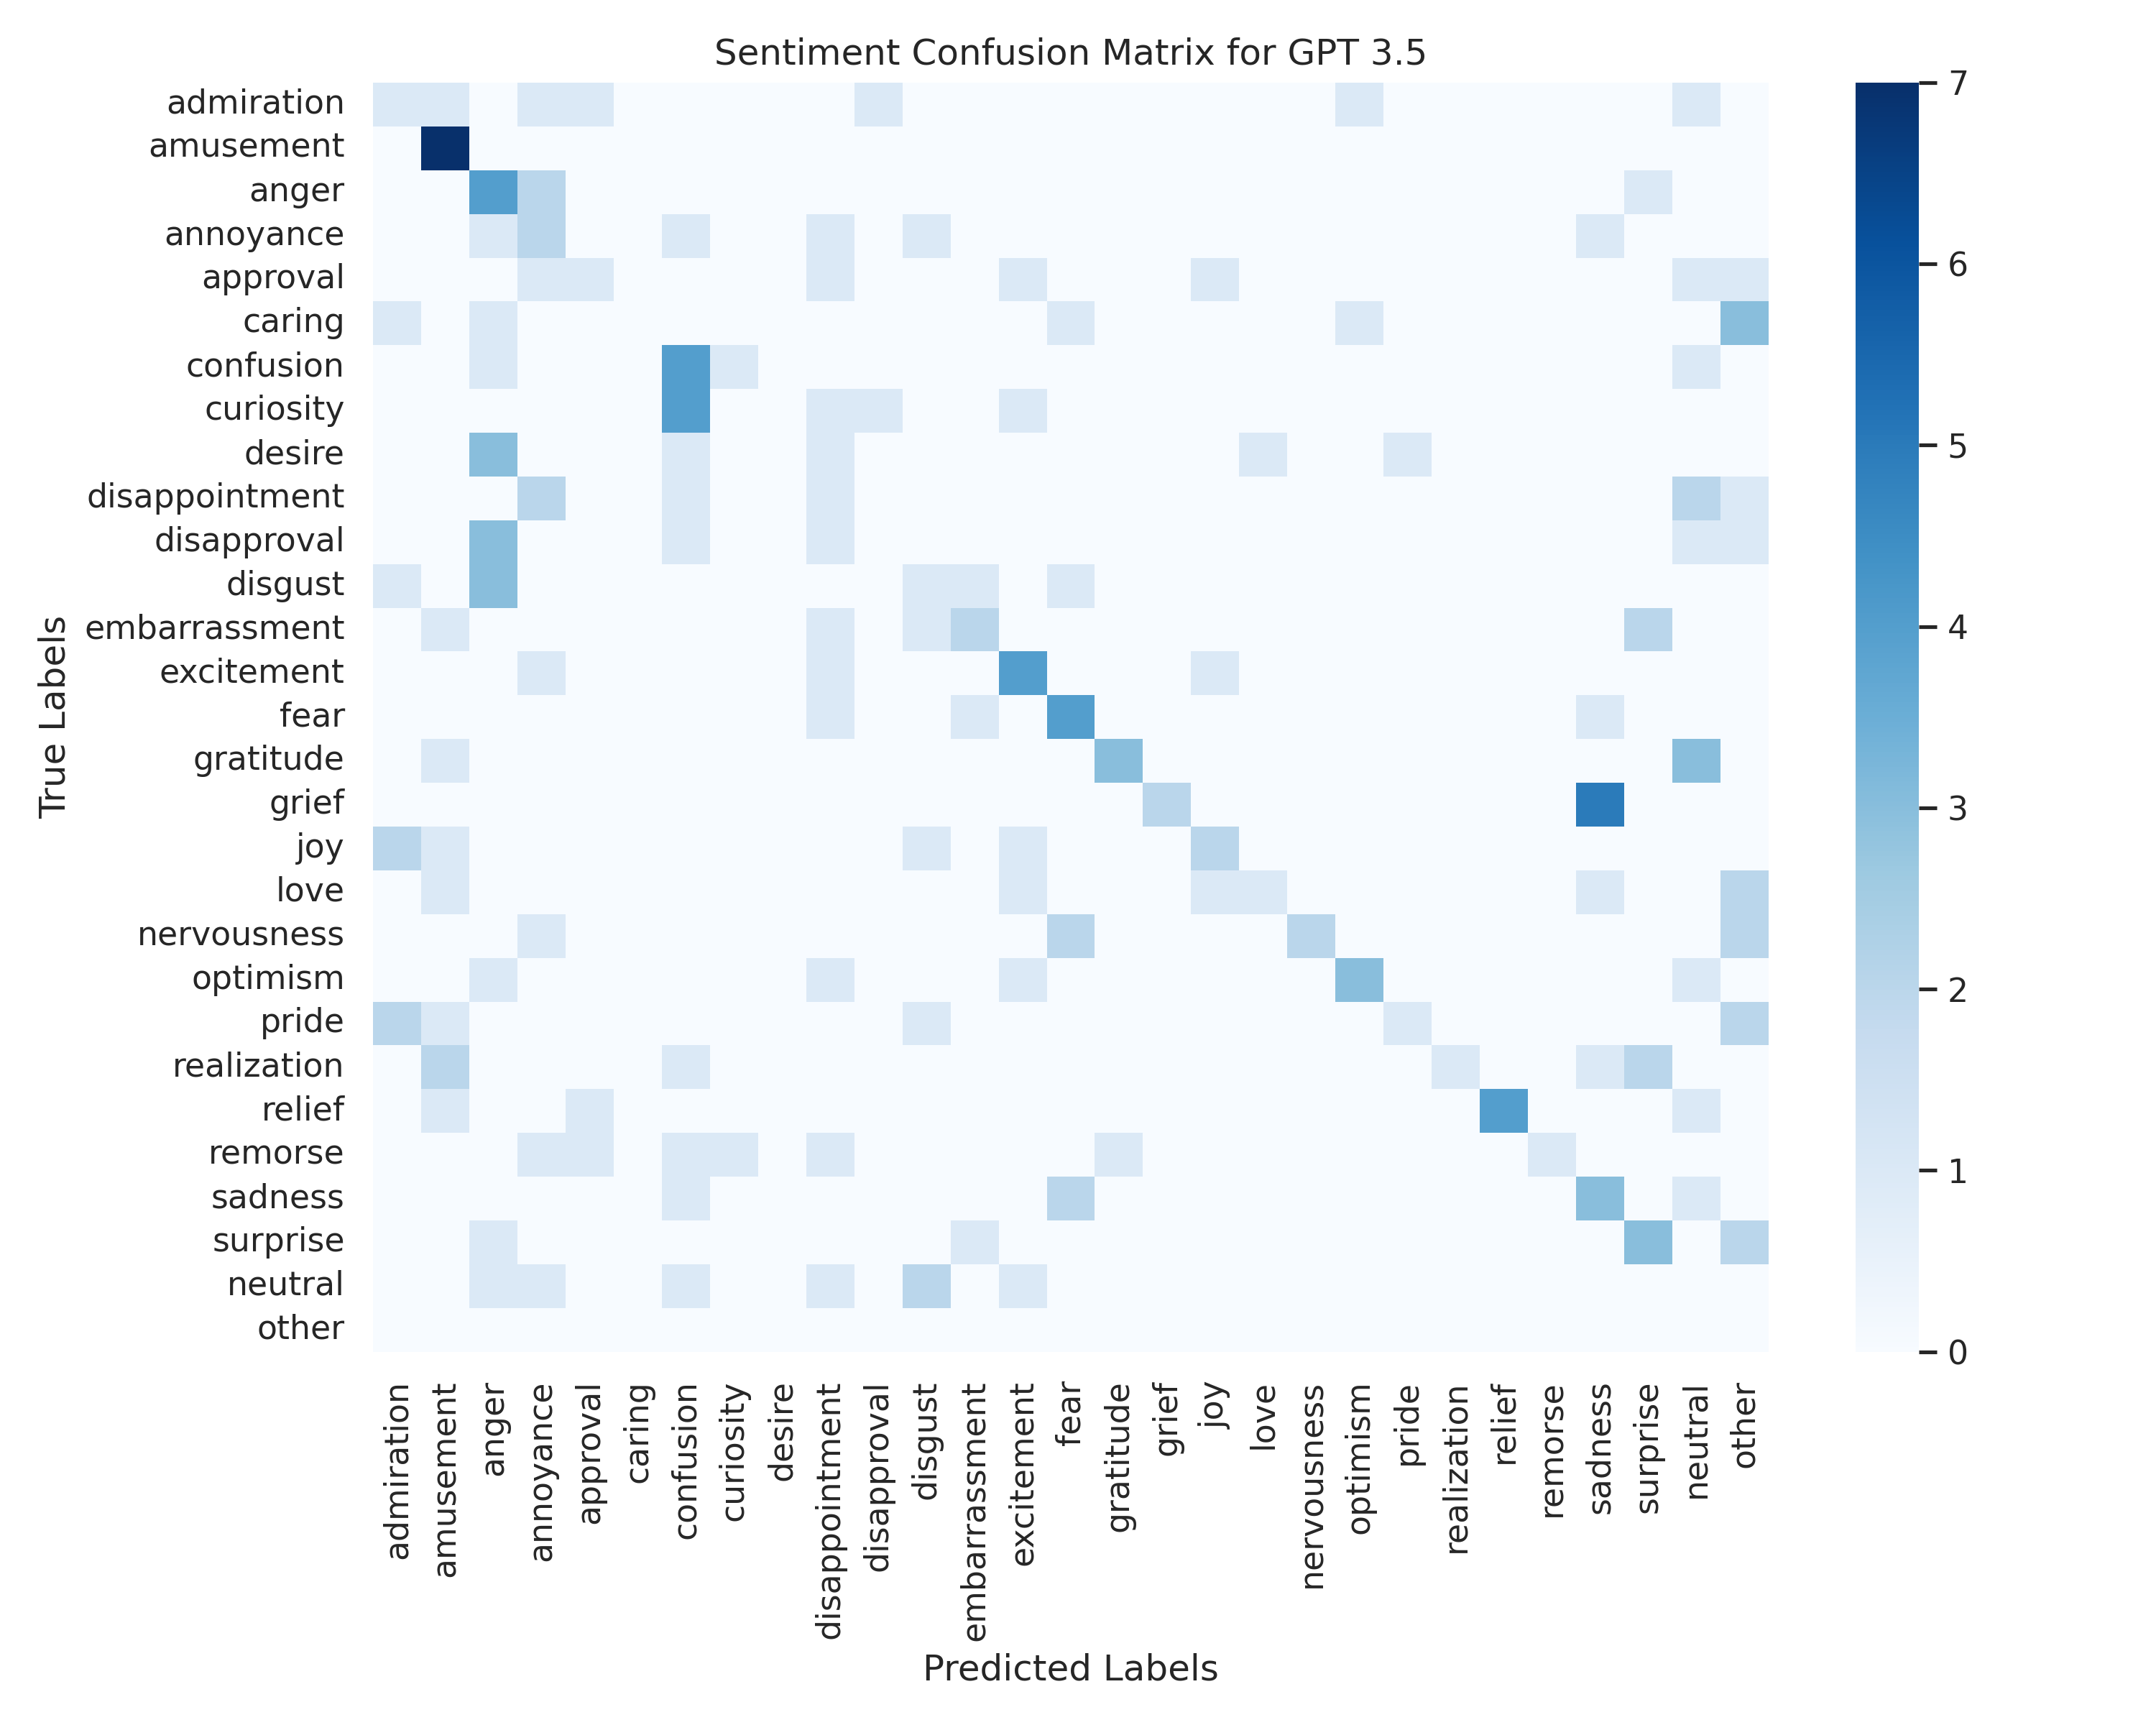 Sentiment Confusion Matrix for GPT 3.5
True Labels
admiration
amusement
anger
annoyance
approval
caring
confusion
curiosity
desire
disappointment
disapproval
disgust
embarrassment
excitement
fear
gratitude
grief
joy
love
nervousness
optimism
pride
realization
relief
remorse
sadness
surprise
neutral
other
admiration
amusement
anger
annoyance
approval
caring
confusion
curiosity
desire
disappointment
disapproval
disgust
embarrassment
excitement
fear
gratitude
grief
joy
love
nervousness
optimism
pride
realization
relief
remorse
sadness
surprise
neutral
other
Predicted Labels
7
6
5
4
3
2
1
0